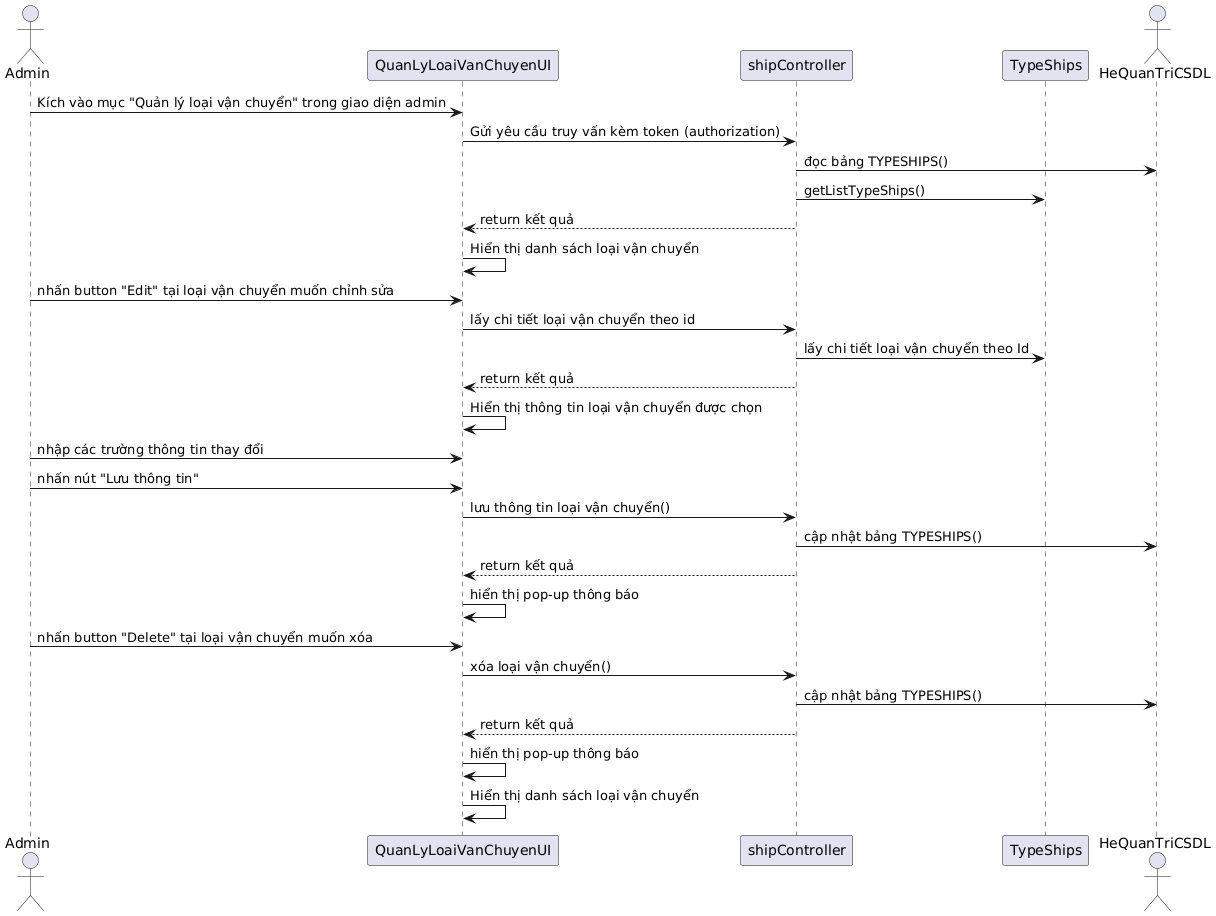 Admin
QuanLyLoaiVanChuyenUI
shipController
TypeShips
HeQuanTriCSDL
Kích vào mục "Quản lý loại vận chuyển" trong giao diện admin
Gửi yêu cầu truy vấn kèm token (authorization)
đọc bảng TYPESHIPS()
getListTypeShips()
return kết quả
Hiển thị danh sách loại vận chuyển
nhấn button "Edit" tại loại vận chuyển muốn chỉnh sửa
lấy chi tiết loại vận chuyển theo id
lấy chi tiết loại vận chuyển theo Id
return kết quả
Hiển thị thông tin loại vận chuyển được chọn
nhập các trường thông tin thay đổi
nhấn nút "Lưu thông tin"
lưu thông tin loại vận chuyển()
cập nhật bảng TYPESHIPS()
return kết quả
hiển thị pop-up thông báo
nhấn button "Delete" tại loại vận chuyển muốn xóa
xóa loại vận chuyển()
cập nhật bảng TYPESHIPS()
return kết quả
hiển thị pop-up thông báo
Hiển thị danh sách loại vận chuyển
Admin
QuanLyLoaiVanChuyenUI
shipController
TypeShips
HeQuanTriCSDL